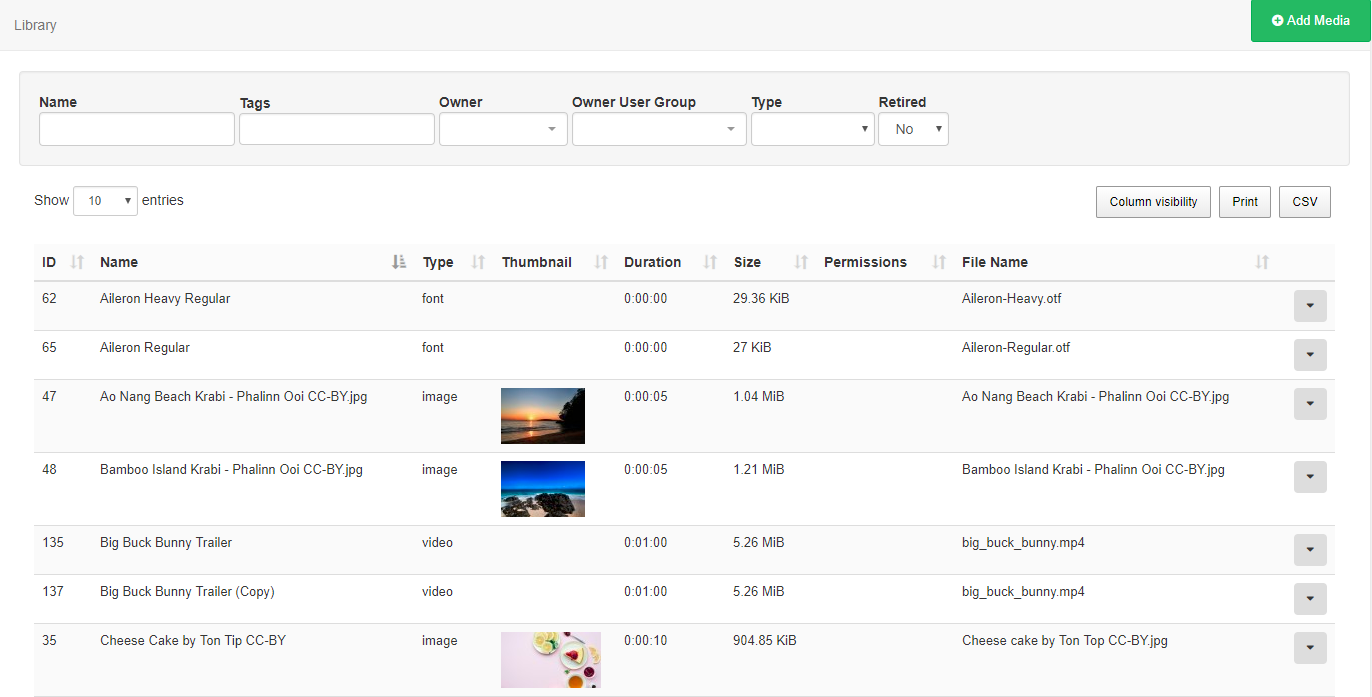 Library
Add Media
Name Tags Owner Owner User Group Type Retired
No
Show 10 entries Column visibility Print CSV
ID Name Type Thumbnail Duration Size Permissions File Name
62 Aileron Heavy Regular font 0:00:00 29.36 KiB Aileron-Heavy.otf
65 Aileron Regular font 0:00:00 27 KiB Aileron-Regular.otf
47 Ao Nang Beach Krabi - Phalinn Ooi CC-BY.jpg image 0:00:05 1.04 MiB Ao Nang Beach Krabi - Phalinn Ooi CC-BY.jpg
48 Bamboo Island Krabi - Phalinn Ooi CC-BY.jpg image 0:00:05 1.21 MiB Bamboo Island Krabi - Phalinn Ooi CC-BY.jpg
135 Big Buck Bunny Trailer video 0:01:00 5.26 MiB big_buck_bunny.mp4
137 Big Buck Bunny Trailer (Copy) video 0:01:00 5.26 MiB big_buck_bunny.mp4
35 Cheese Cake by Ton Tip CC-BY image 0:00:10 904.85 KiB Cheese cake by Ton Top CC-BY.jpg